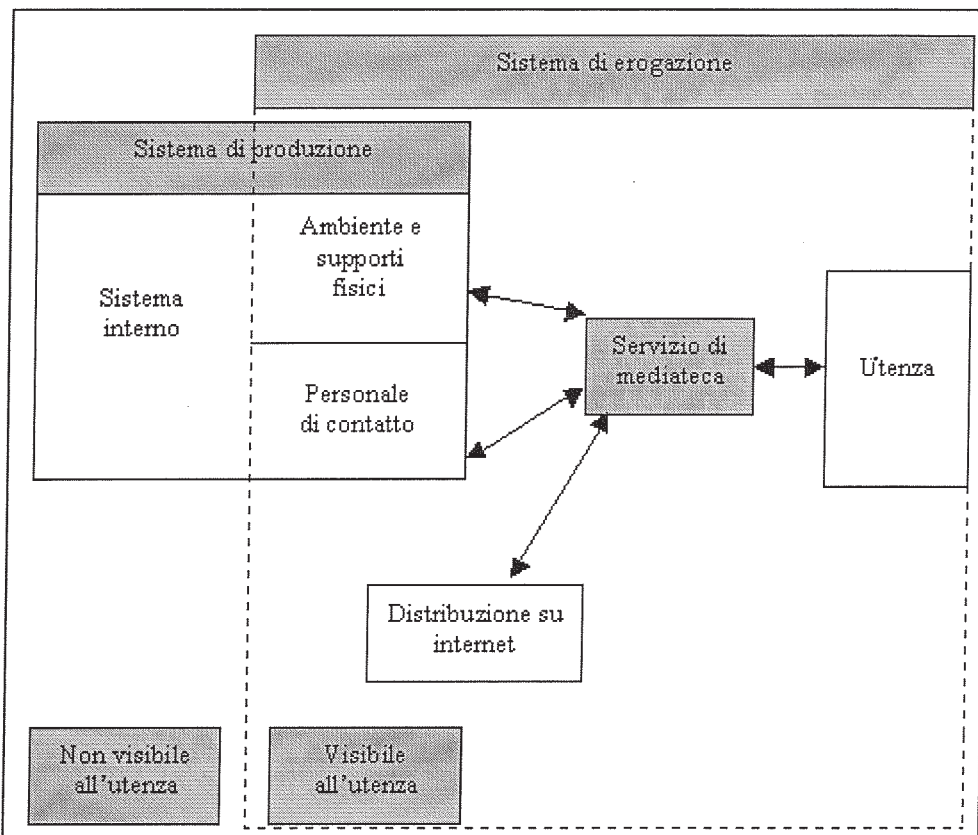 Sistema di erogazione
Sistema di produzione
Sistema
interno
Ambiente e
supporti
fisici
Personale
di contatto
Servizio di
mediateca
Utenza
Distribuzione su
internet
Non visibile
all'utenza
Visibile
all'utenza